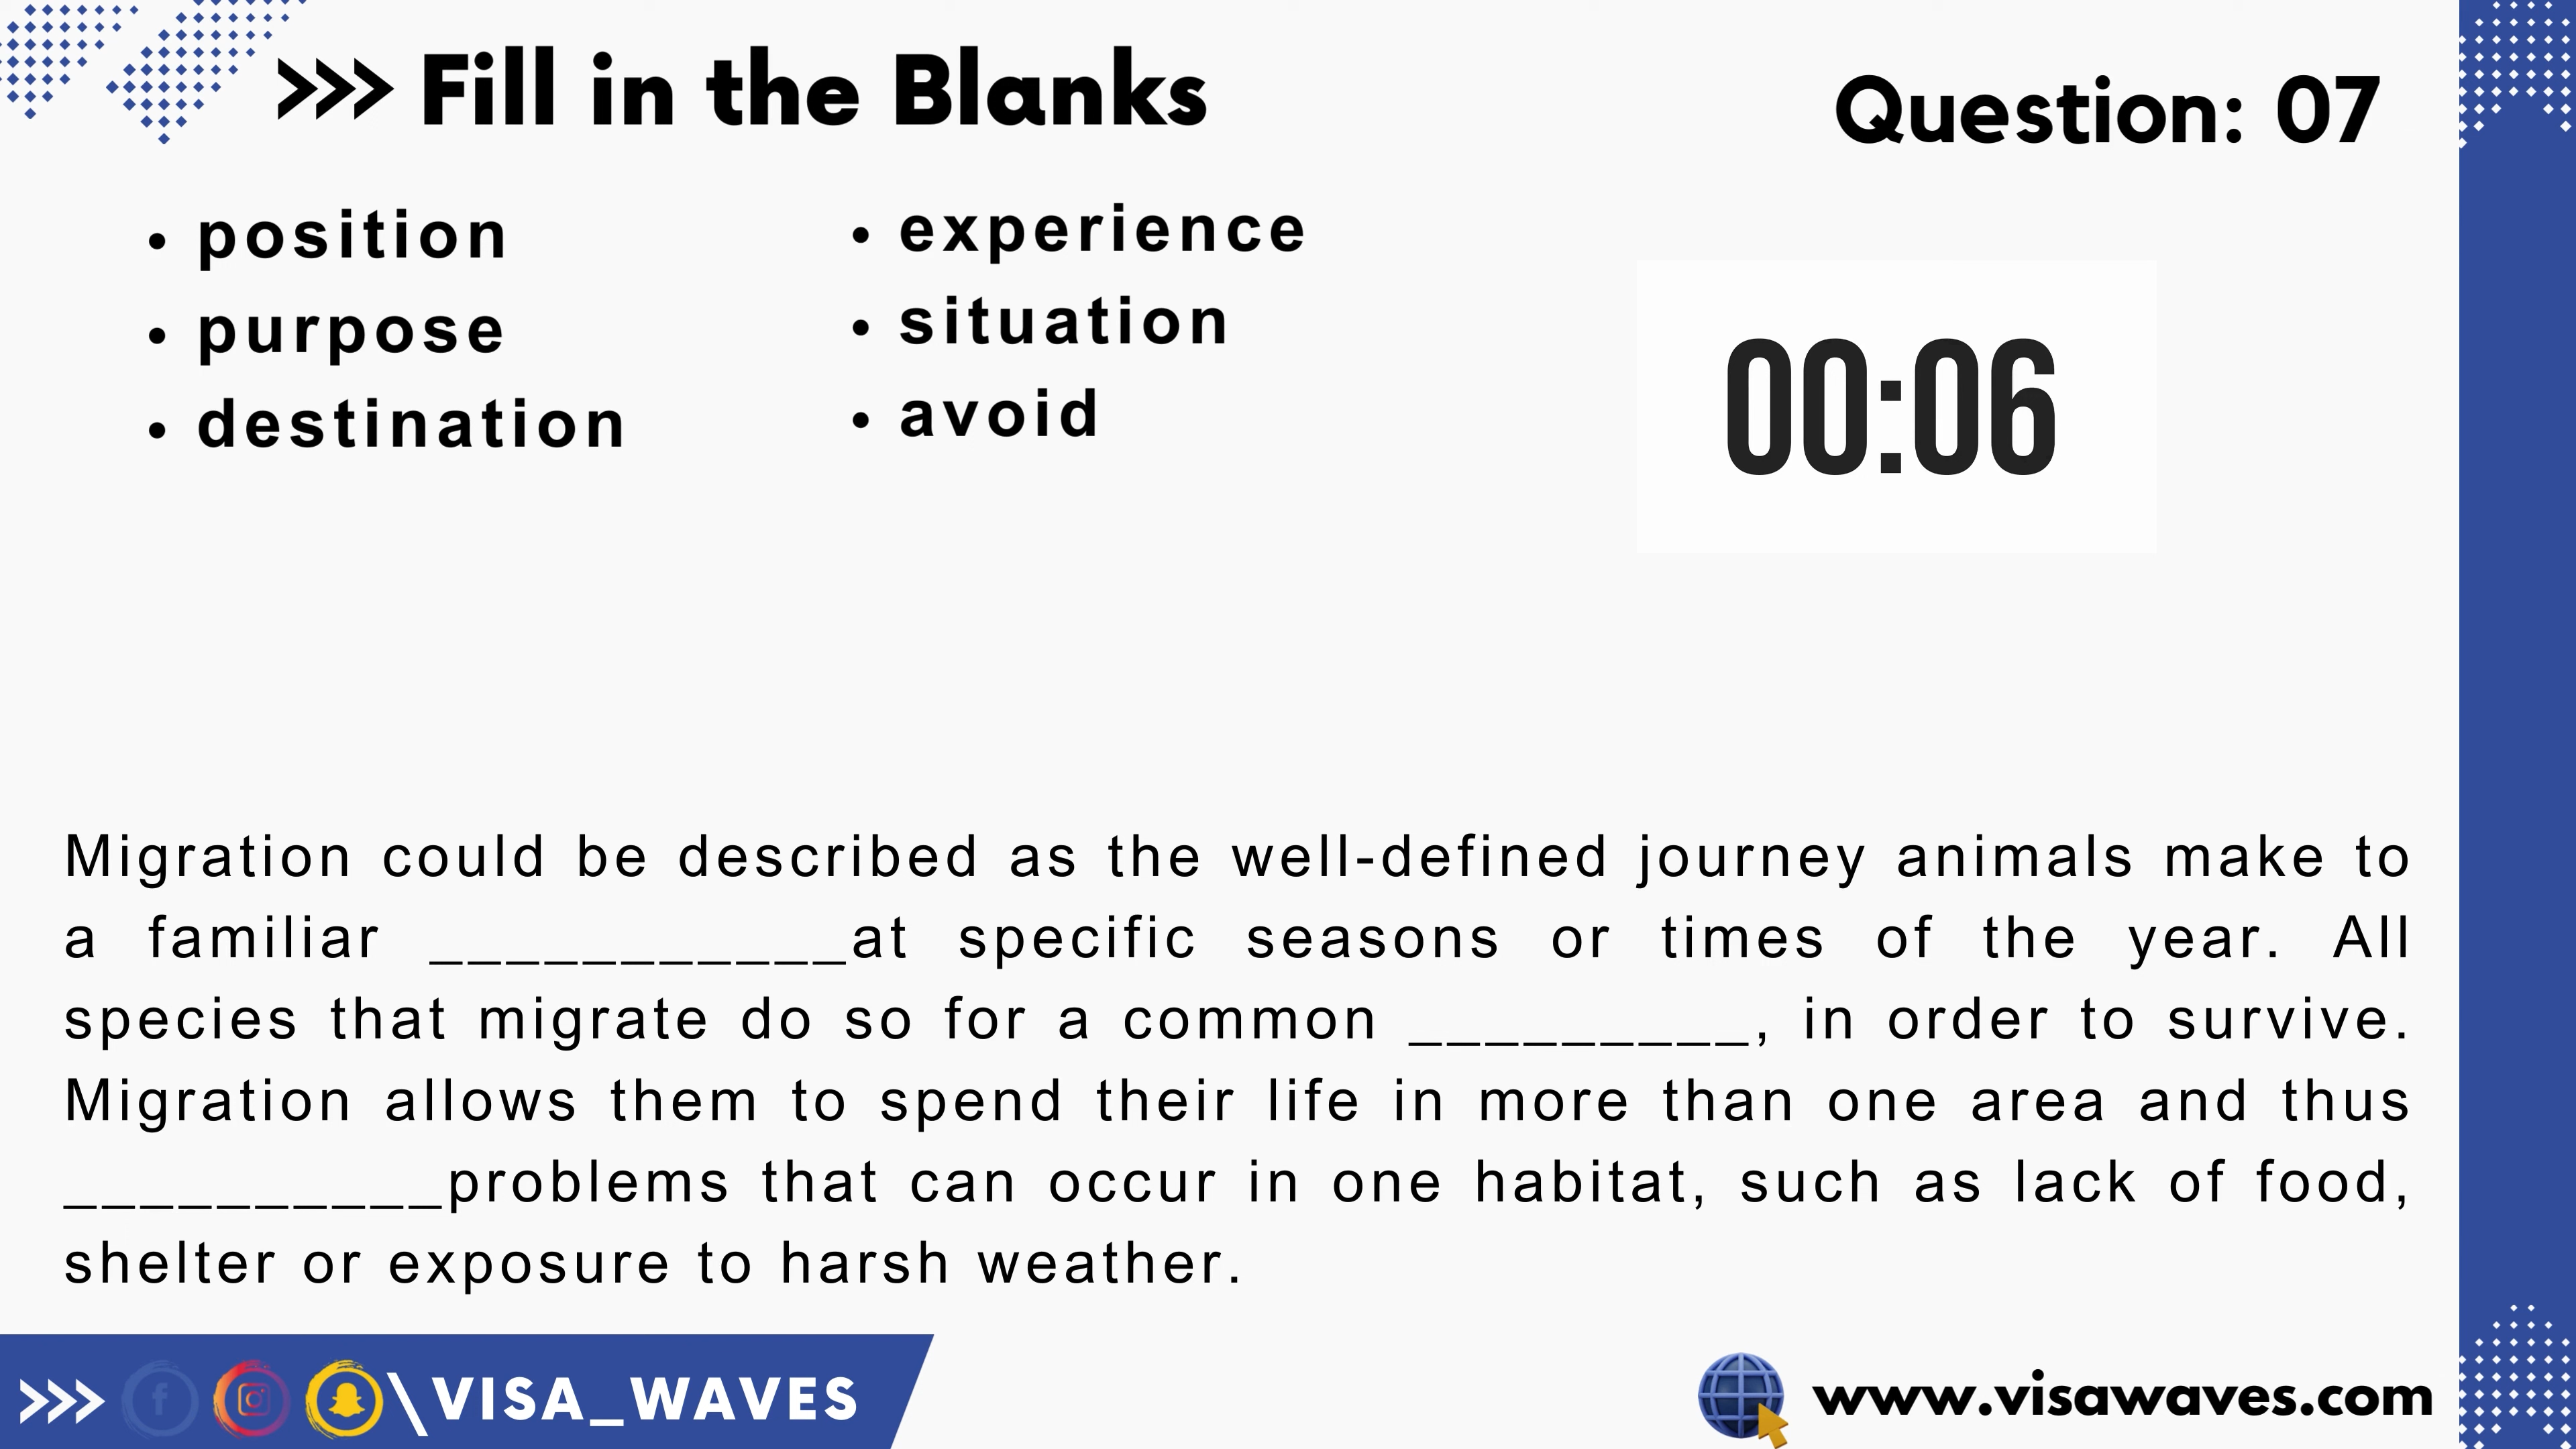 >>> Fill in the Blanks
Question: 07
• position
• purpose
• destination
• experience
• situation
• avoid
00:06
Migration could be described as the well-defined journey animals make to
a familiar ___________at specific seasons or times of the year. All
species that migrate do so for a common _________, in order to survive.
Migration allows them to spend their life in more than one area and thus
__________problems that can occur in one habitat, such as lack of food,
shelter or exposure to harsh weather.
>>> f \VISA_WAVES
www.visawaves.com